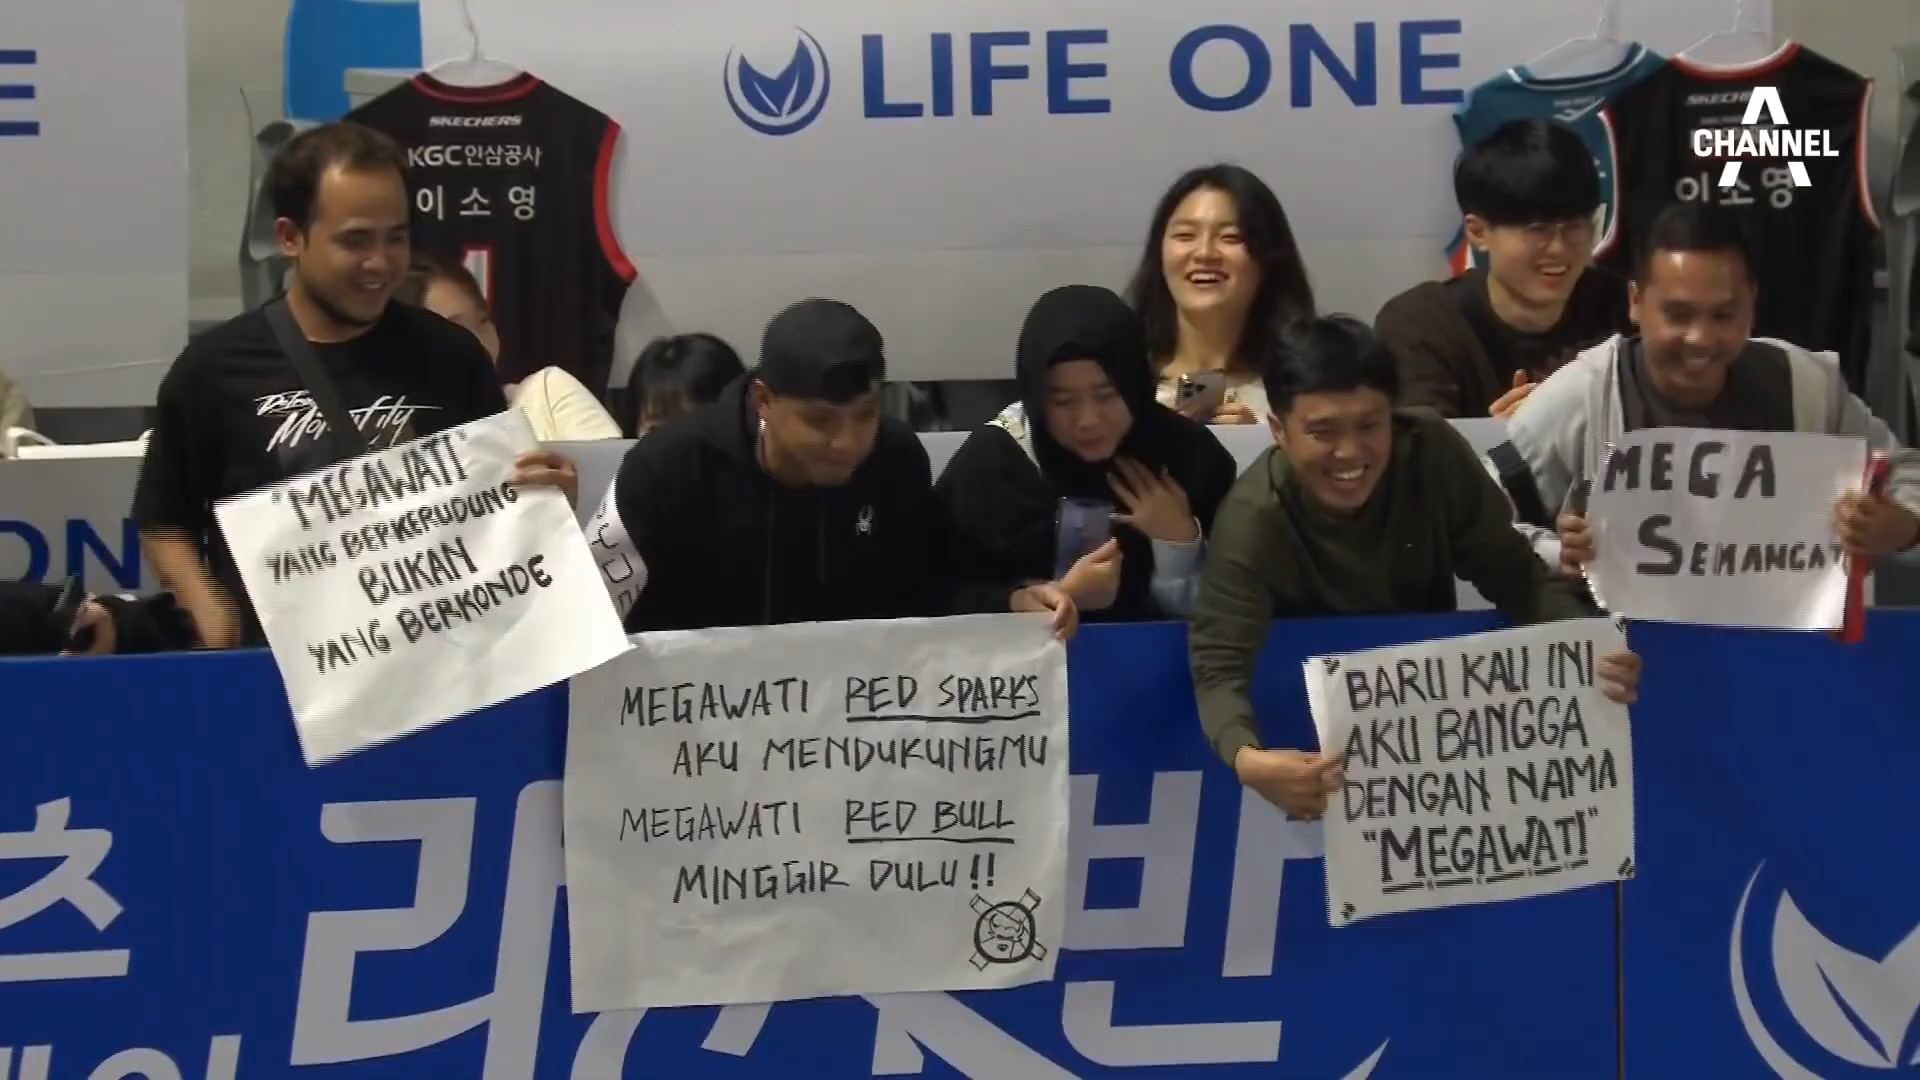 LIFE ONE
SKECHERS
KGC인삼공사
이 소 영
SKECHERS
이 소 영
CHANNEL A
"MEGAWATI"
YANG BERKERUDUNG
BUKAN
YANG BERKONDE
MEGAWATI RED SPARKS
AKU MENDUKUNGMU
MEGAWATI RED BULL
MINGGIR DULU!!
"BARU KALI INI
AKU BANGGA
DENGAN NAMA
"MEGAWATI"
MEGA
SEMANGAT
ON
E